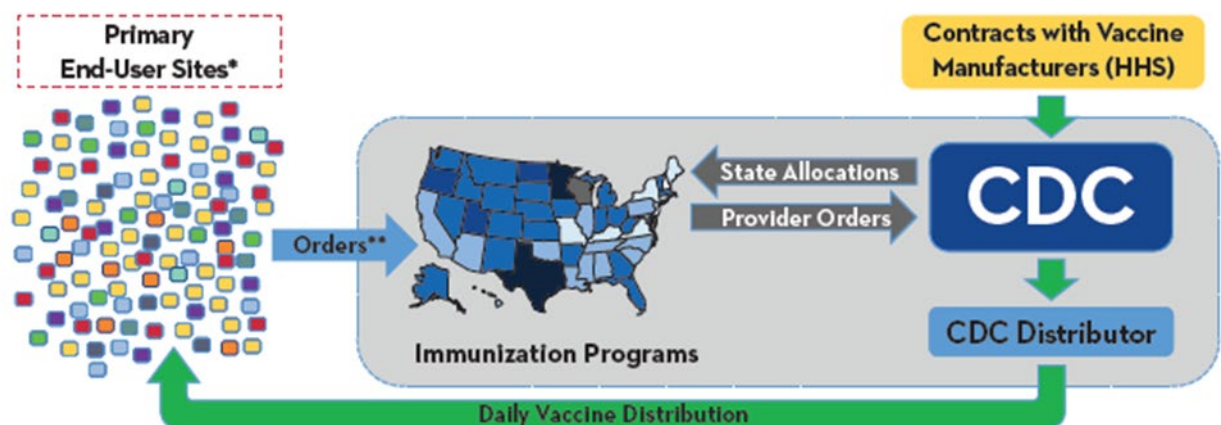 Primary
End-User Sites*
Contracts with Vaccine
Manufacturers (HHS)
State Allocations
CDC
Provider Orders
Orders**
CDC Distributor
Immunization Programs
Daily Vaccine Distribution